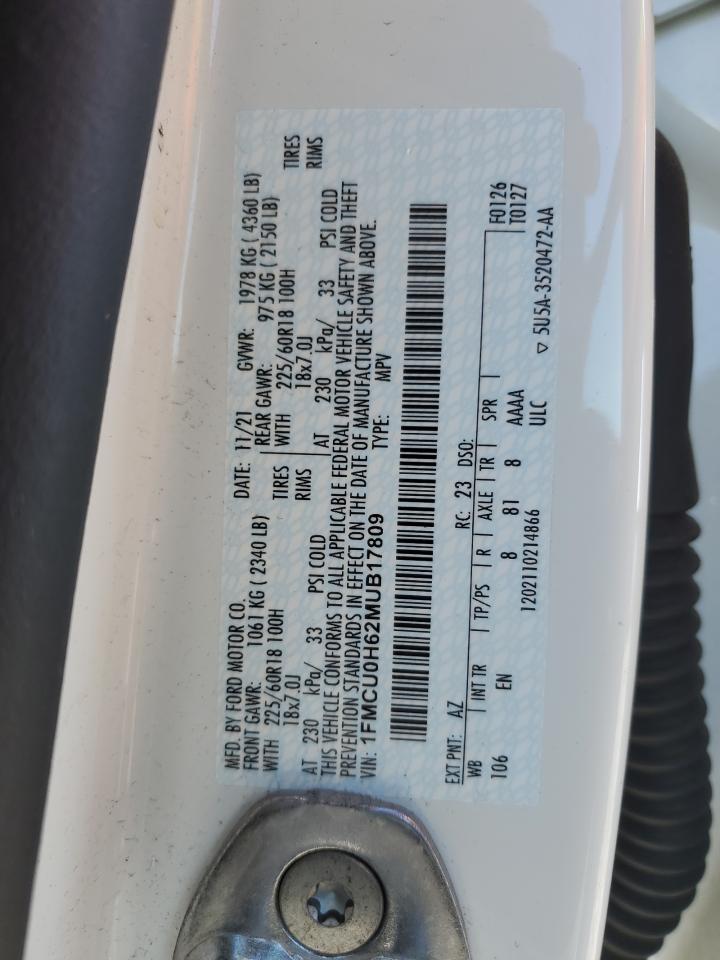 MFD. BY FORD MOTOR CO. DATE: 11/21 GVWR: 1978 KG ( 4360 LB)
FRONT GAWR: 1061 KG ( 2340 LB) REAR GAWR: 975 KG ( 2150 LB)
WITH 225/60R18 100H TIRES WITH 225/60R18 100H TIRES
18x7.0J RIMS 18x7.0J RIMS
AT 230 kPa/ 33 PSI COLD AT 230 kPa/ 33 PSI COLD
THIS VEHICLE CONFORMS TO ALL APPLICABLE FEDERAL MOTOR VEHICLE SAFETY AND THEFT
PREVENTION STANDARDS IN EFFECT ON THE DATE OF MANUFACTURE SHOWN ABOVE.
VIN: 1FMCU0H62MUB17809 TYPE: MPV
EXT PNT: AZ RC: 23 DSO: F0126
WB INT TR TP/PS R AXLE TR SPR T0127
106 EN 8 81 8 AAAA
1202110214866 ULC ▽ 5U5A-3520472-AA